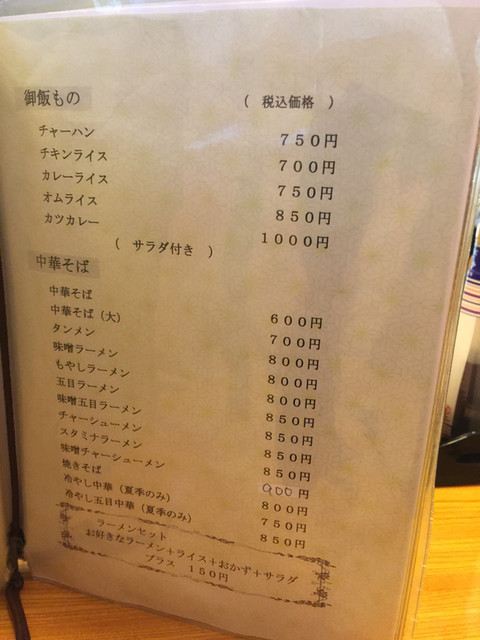 御飯もの （ 税込価格 ）
チャーハン ７５０円
チキンライス ７００円
カレーライス ７５０円
オムライス ８５０円
カツカレー １０００円
（ サラダ付き ）
中華そば
中華そば ６００円
中華そば（大） ７００円
タンメン ８００円
味噌ラーメン ８００円
もやしラーメン ８００円
五目ラーメン ８５０円
味噌五目ラーメン ８５０円
チャーシューメン ８５０円
スタミナラーメン ８５０円
味噌チャーシューメン ９００円
焼きそば ８００円
冷やし中華（夏季のみ） ７５０円
冷やし五目中華（夏季のみ） ８５０円
ラーメンセット
お好きなラーメン＋ライス＋おかず＋サラダ
プラス １５０円